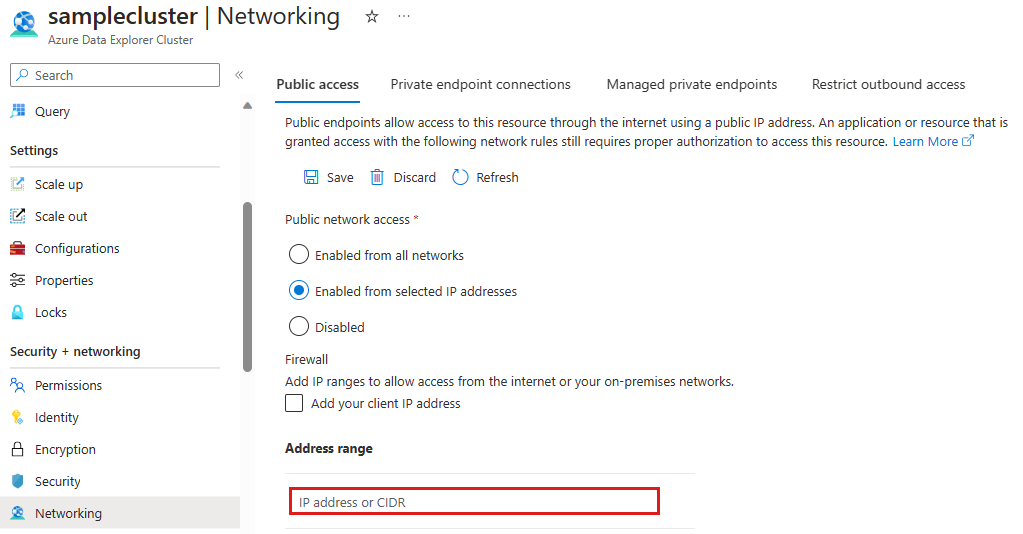 samplecluster | Networking
Azure Data Explorer Cluster
Search
Query
Settings
Scale up
Scale out
Configurations
Properties
Locks
Security + networking
Permissions
Identity
Encryption
Security
Networking
Public access
Private endpoint connections
Managed private endpoints
Restrict outbound access
Public endpoints allow access to this resource through the internet using a public IP address. An application or resource that is
granted access with the following network rules still requires proper authorization to access this resource. Learn More
Save
Discard
Refresh
Public network access *
Enabled from all networks
Enabled from selected IP addresses
Disabled
Firewall
Add IP ranges to allow access from the internet or your on-premises networks.
Add your client IP address
Address range
IP address or CIDR